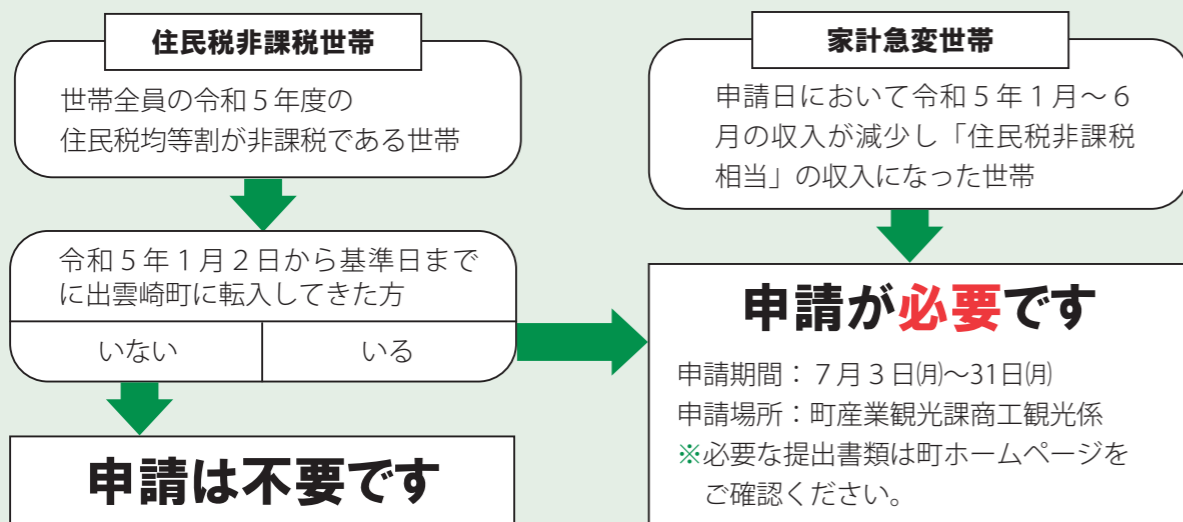 住民税非課税世帯
世帯全員の令和５年度の
住民税均等割が非課税である世帯
令和５年１月２日から基準日まで
に出雲崎町に転入してきた方
いない
いる
申請は不要です
家計急変世帯
申請日において令和５年１月～６
月の収入が減少し「住民税非課税
相当」の収入になった世帯
申請が必要です
申請期間：７月３日㈪～31日㈪
申請場所：町産業観光課商工観光係
※必要な提出書類は町ホームページを
ご確認ください。